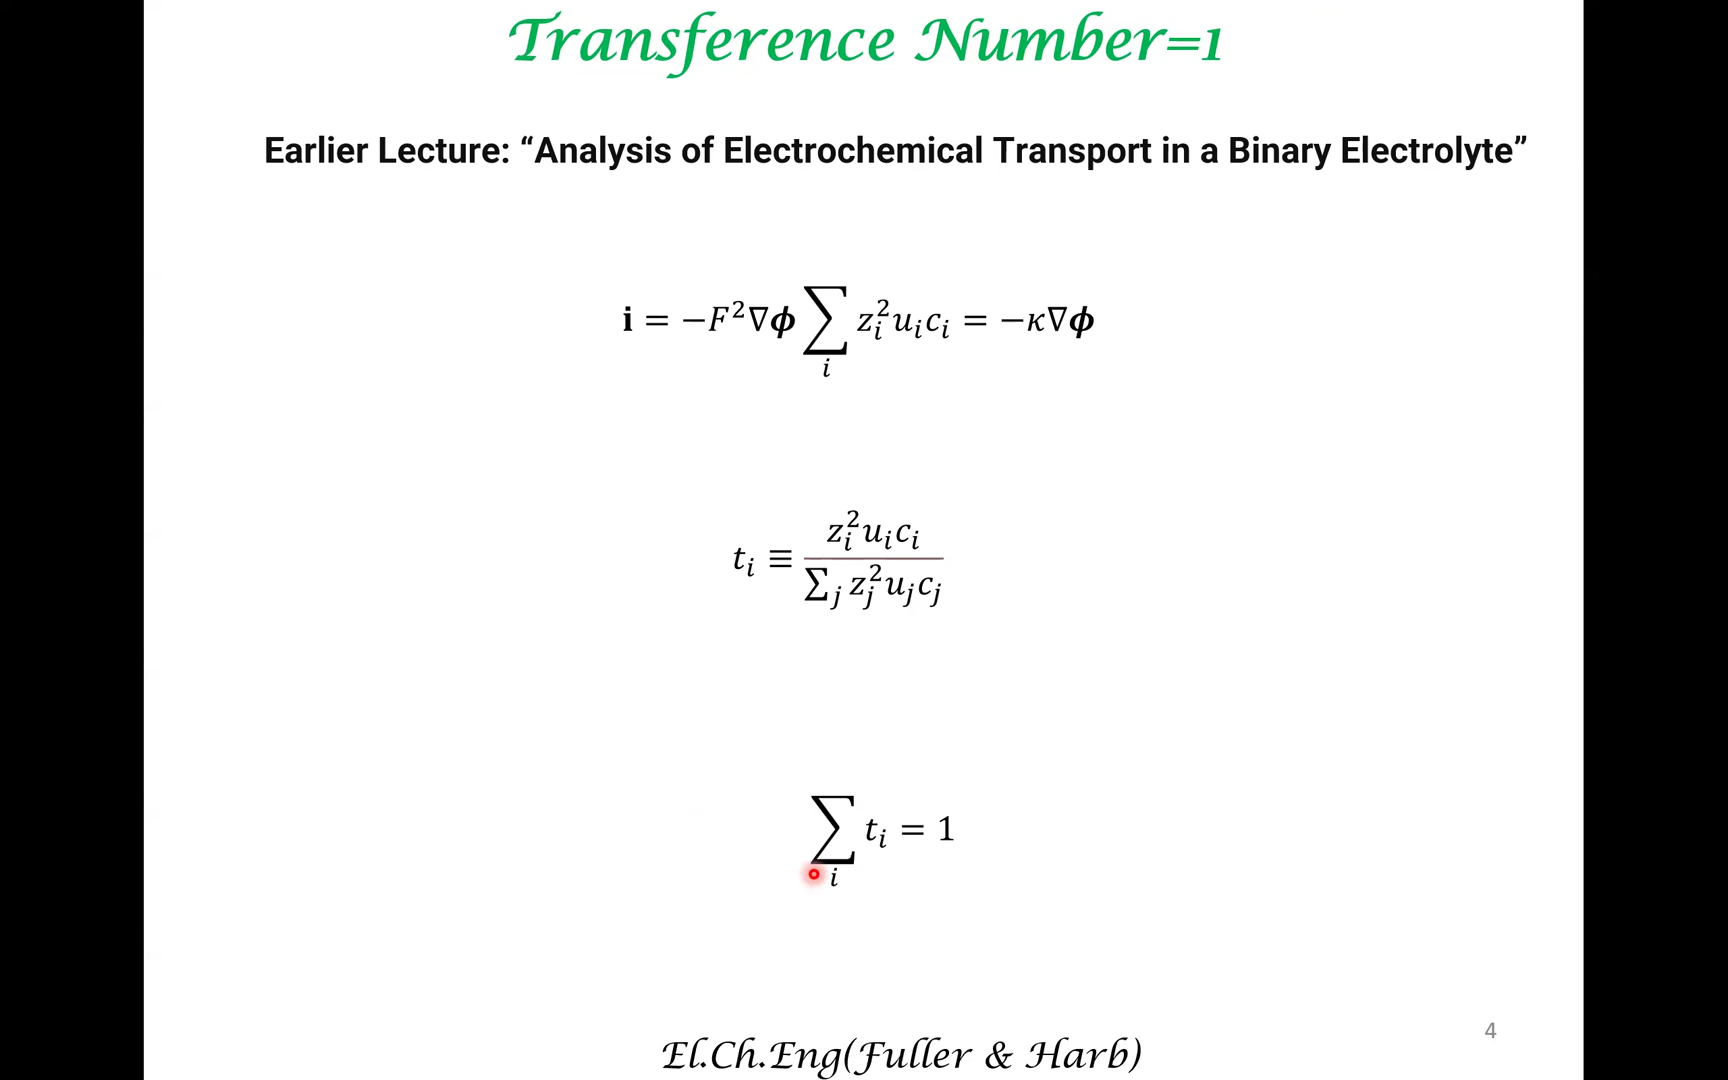 Transference Number=1
Earlier Lecture: “Analysis of Electrochemical Transport in a Binary Electrolyte”
𝐢 = −F²∇𝝓 ∑ᵢ zᵢ²uᵢcᵢ = −κ∇𝝓
tᵢ ≡ zᵢ²uᵢcᵢ / ∑ⱼ zⱼ²uⱼcⱼ
∑ᵢ tᵢ = 1
4
El.Ch.Eng(Fuller & Harb)